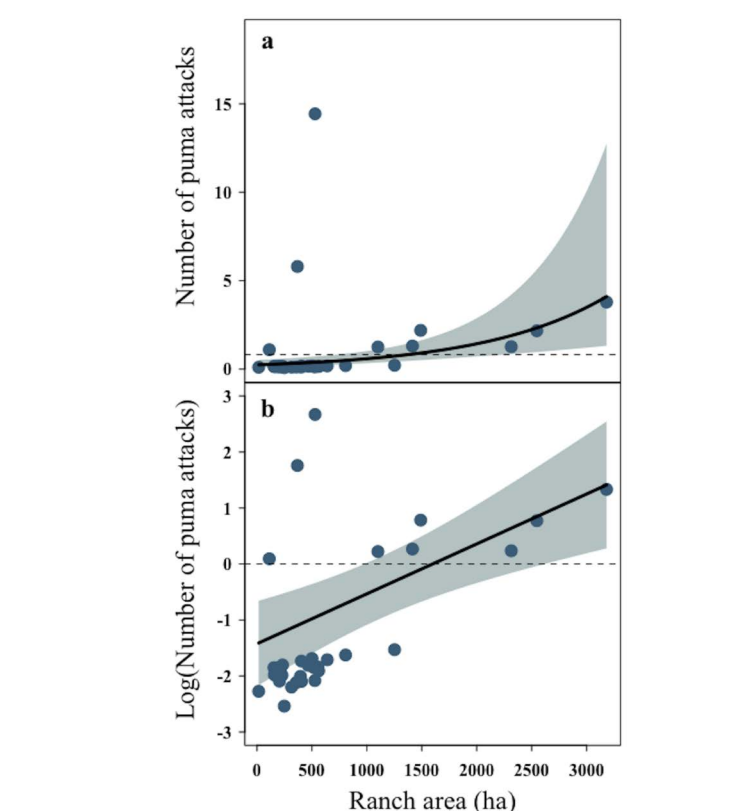 a
Number of puma attacks
15
10
5
0
b
Log(Number of puma attacks)
3
2
1
0
-1
-2
-3
0 500 1000 1500 2000 2500 3000
Ranch area (ha)